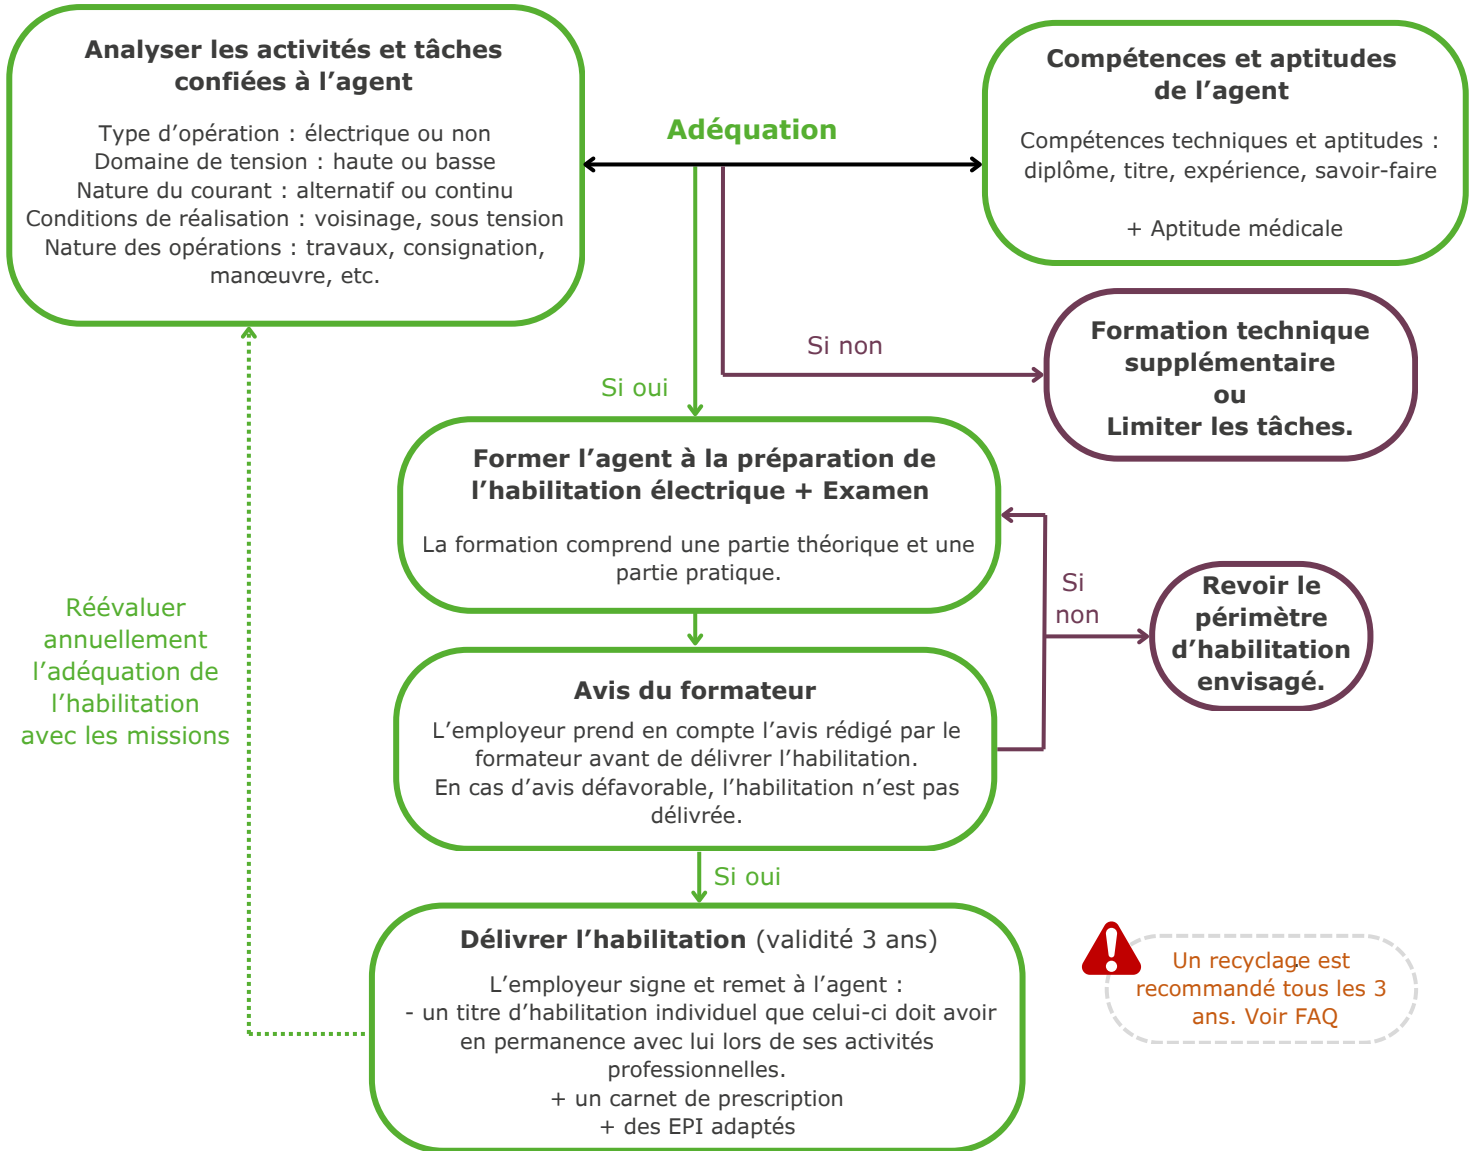 Analyser les activités et tâches
confiées à l’agent
Type d’opération : électrique ou non
Domaine de tension : haute ou basse
Nature du courant : alternatif ou continu
Conditions de réalisation : voisinage, sous tension
Nature des opérations : travaux, consignation,
manœuvre, etc.
Adéquation
Compétences et aptitudes
de l’agent
Compétences techniques et aptitudes :
diplôme, titre, expérience, savoir-faire
+ Aptitude médicale
Si non
Formation technique
supplémentaire
ou
Limiter les tâches.
Si oui
Former l’agent à la préparation de
l’habilitation électrique + Examen
La formation comprend une partie théorique et une
partie pratique.
Si
non
Revoir le
périmètre
d’habilitation
envisagé.
Réévaluer
annuellement
l’adéquation de
l’habilitation
avec les missions
Avis du formateur
L’employeur prend en compte l’avis rédigé par le
formateur avant de délivrer l’habilitation.
En cas d’avis défavorable, l’habilitation n’est pas
délivrée.
Si oui
Délivrer l’habilitation (validité 3 ans)
L’employeur signe et remet à l’agent :
- un titre d’habilitation individuel que celui-ci doit avoir
en permanence avec lui lors de ses activités
professionnelles.
+ un carnet de prescription
+ des EPI adaptés
Un recyclage est
recommandé tous les 3
ans. Voir FAQ